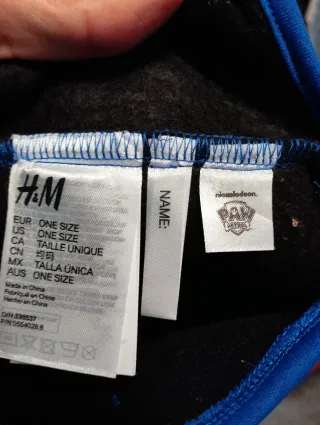 H&M
EUR ONE SIZE
US ONE SIZE
CA TAILLE UNIQUE
CN 均码
MX TALLA ÚNICA
AUS ONE SIZE
Made in China
Fabriqué en Chine
Hecho en China
NAME:
nickelodeon
PAW
PATROL